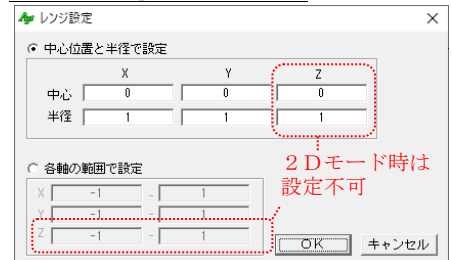 レンジ設定
中心位置と半径で設定
X Y Z
中心 0 0 0
半径 1 1 1
2Dモード時は
設定不可
各軸の範囲で設定
X -1 - 1
Y -1 - 1
Z -1 - 1
OK キャンセル